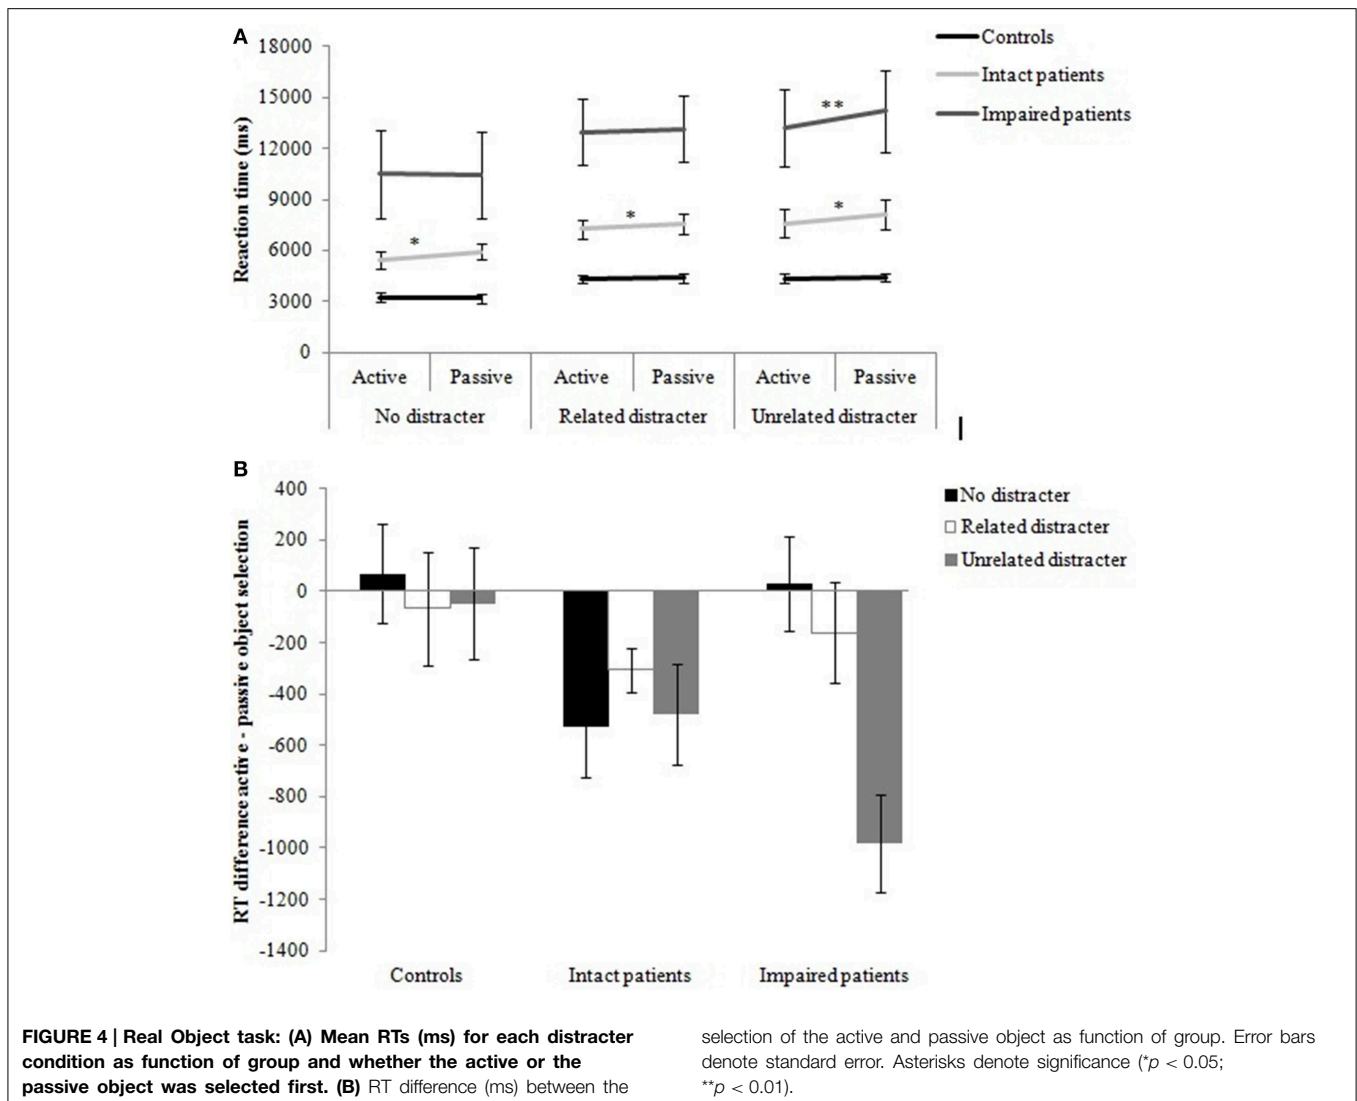 A
18000
15000
12000
9000
6000
3000
0
Reaction time (ms)
Controls
Intact patients
Impaired patients
*
*
**
*
Active Passive Active Passive Active Passive
No distracter Related distracter Unrelated distracter
B
400
200
0
-200
-400
-600
-800
-1000
-1200
-1400
RT difference active - passive object selection
No distracter
Related distracter
Unrelated distracter
Controls Intact patients Impaired patients
FIGURE 4 | Real Object task: (A) Mean RTs (ms) for each distracter
condition as function of group and whether the active or the
passive object was selected first. (B) RT difference (ms) between the
selection of the active and passive object as function of group. Error bars
denote standard error. Asterisks denote significance (*p < 0.05;
**p < 0.01).